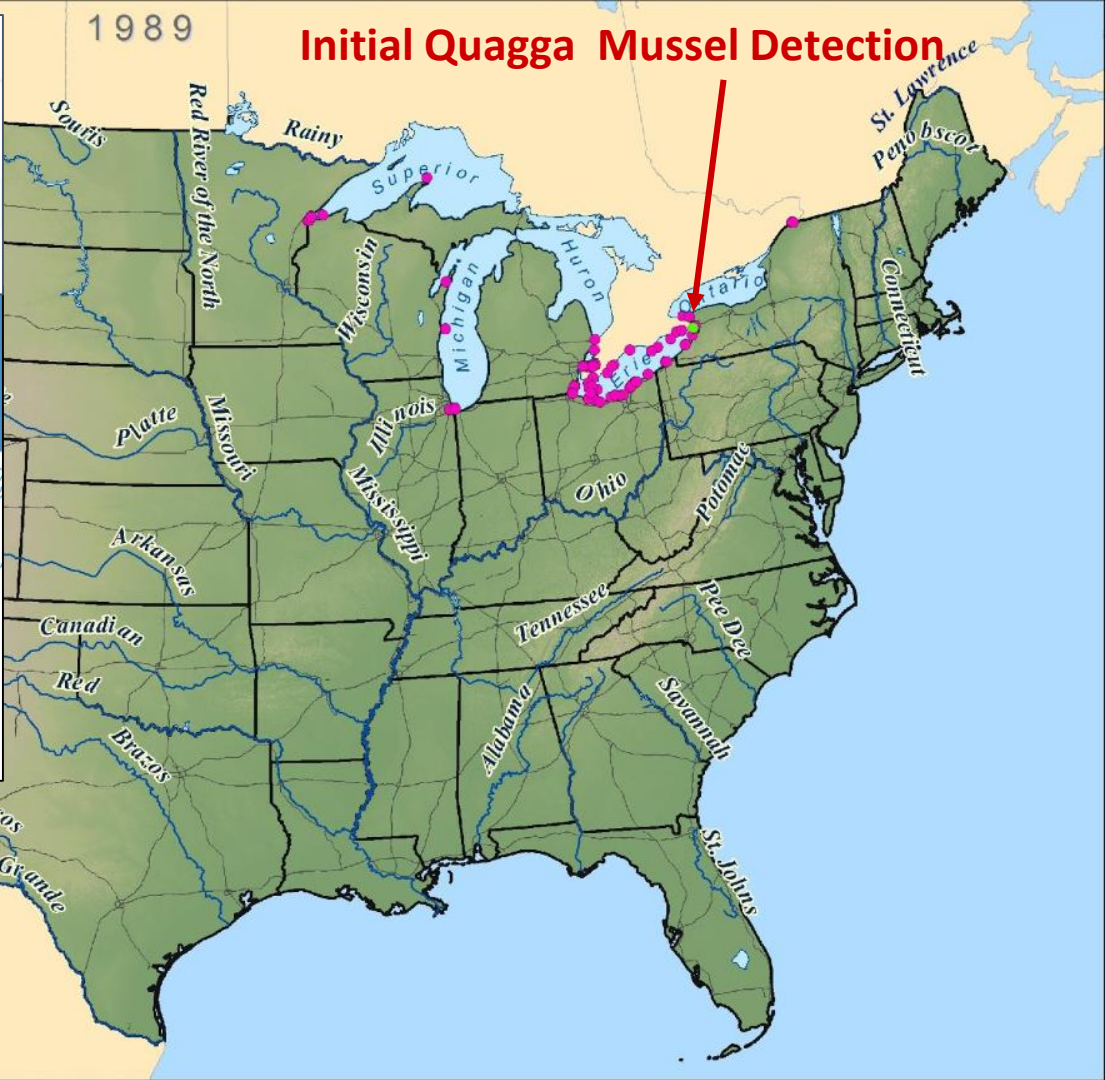 1989
Initial Quagga Mussel Detection
St. Lawrence
Souris
Red River of the North
Rainy
Penobscot
Superior
Huron
Ontario
Wisconsin
Michigan
Connecticut
Erie
Platte
Missouri
Illinois
Mississippi
Ohio
Potomac
Arkansas
Tennessee
Pee Dee
Canadian
Red
Savannah
Alabama
Brazos
St. Johns
os
Grande